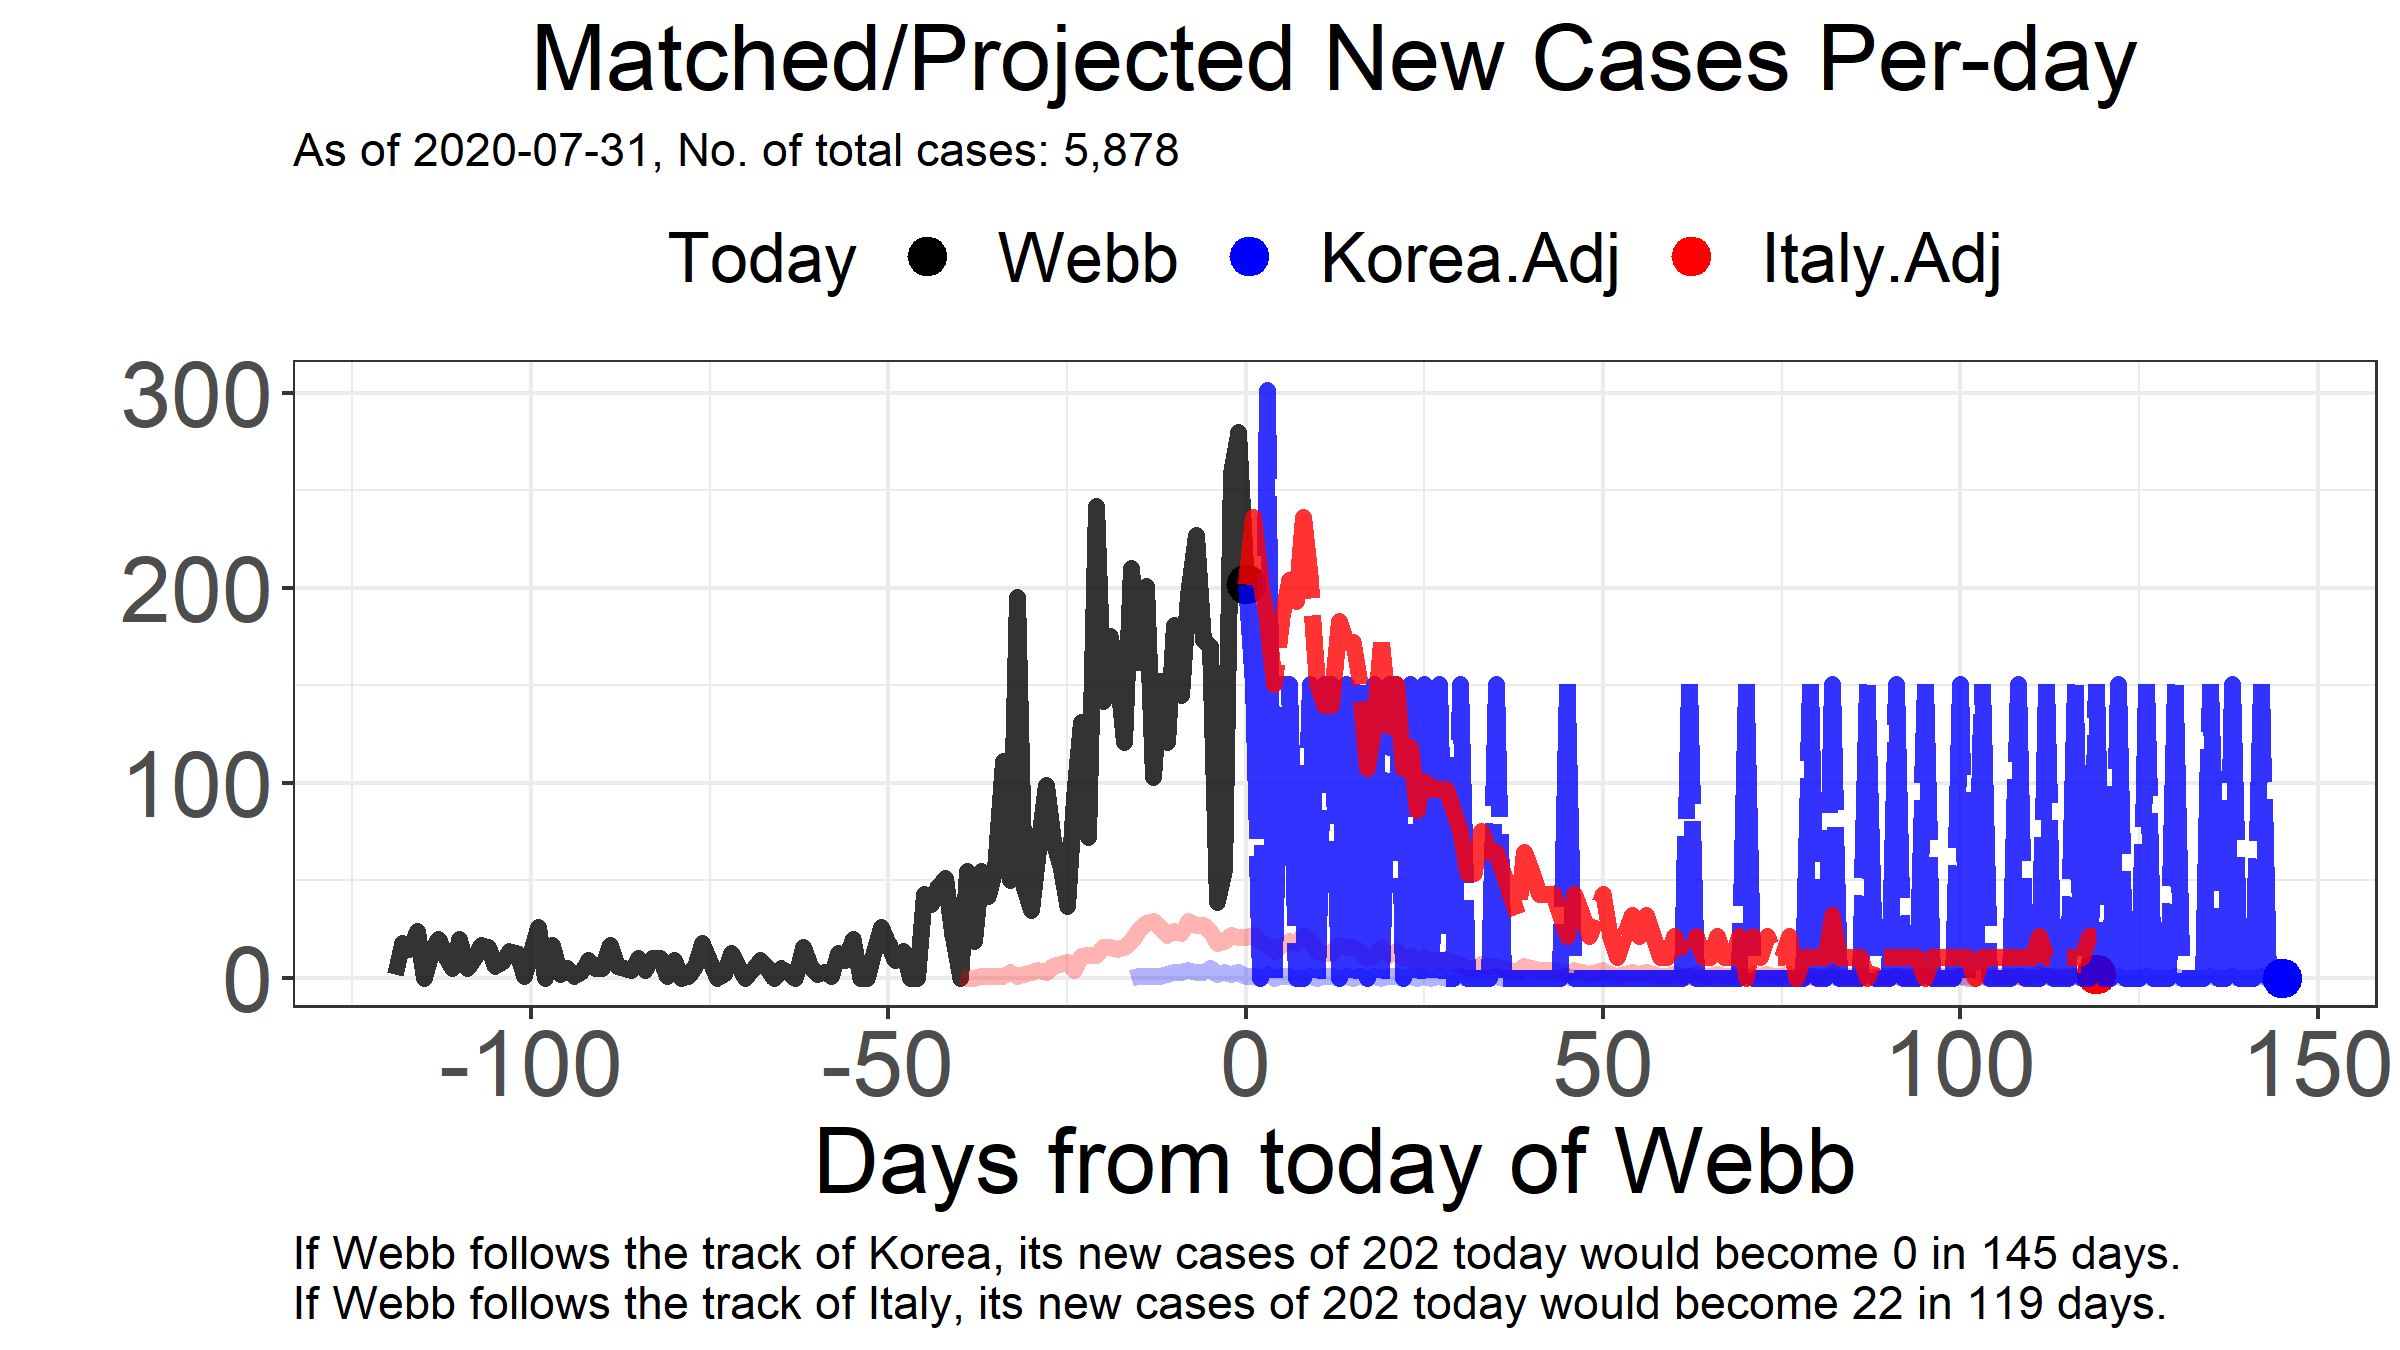 Matched/Projected New Cases Per-day
As of 2020-07-31, No. of total cases: 5,878
Today Webb Korea.Adj Italy.Adj
300
200
100
0
-100 -50 0 50 100 150
Days from today of Webb
If Webb follows the track of Korea, its new cases of 202 today would become 0 in 145 days.
If Webb follows the track of Italy, its new cases of 202 today would become 22 in 119 days.